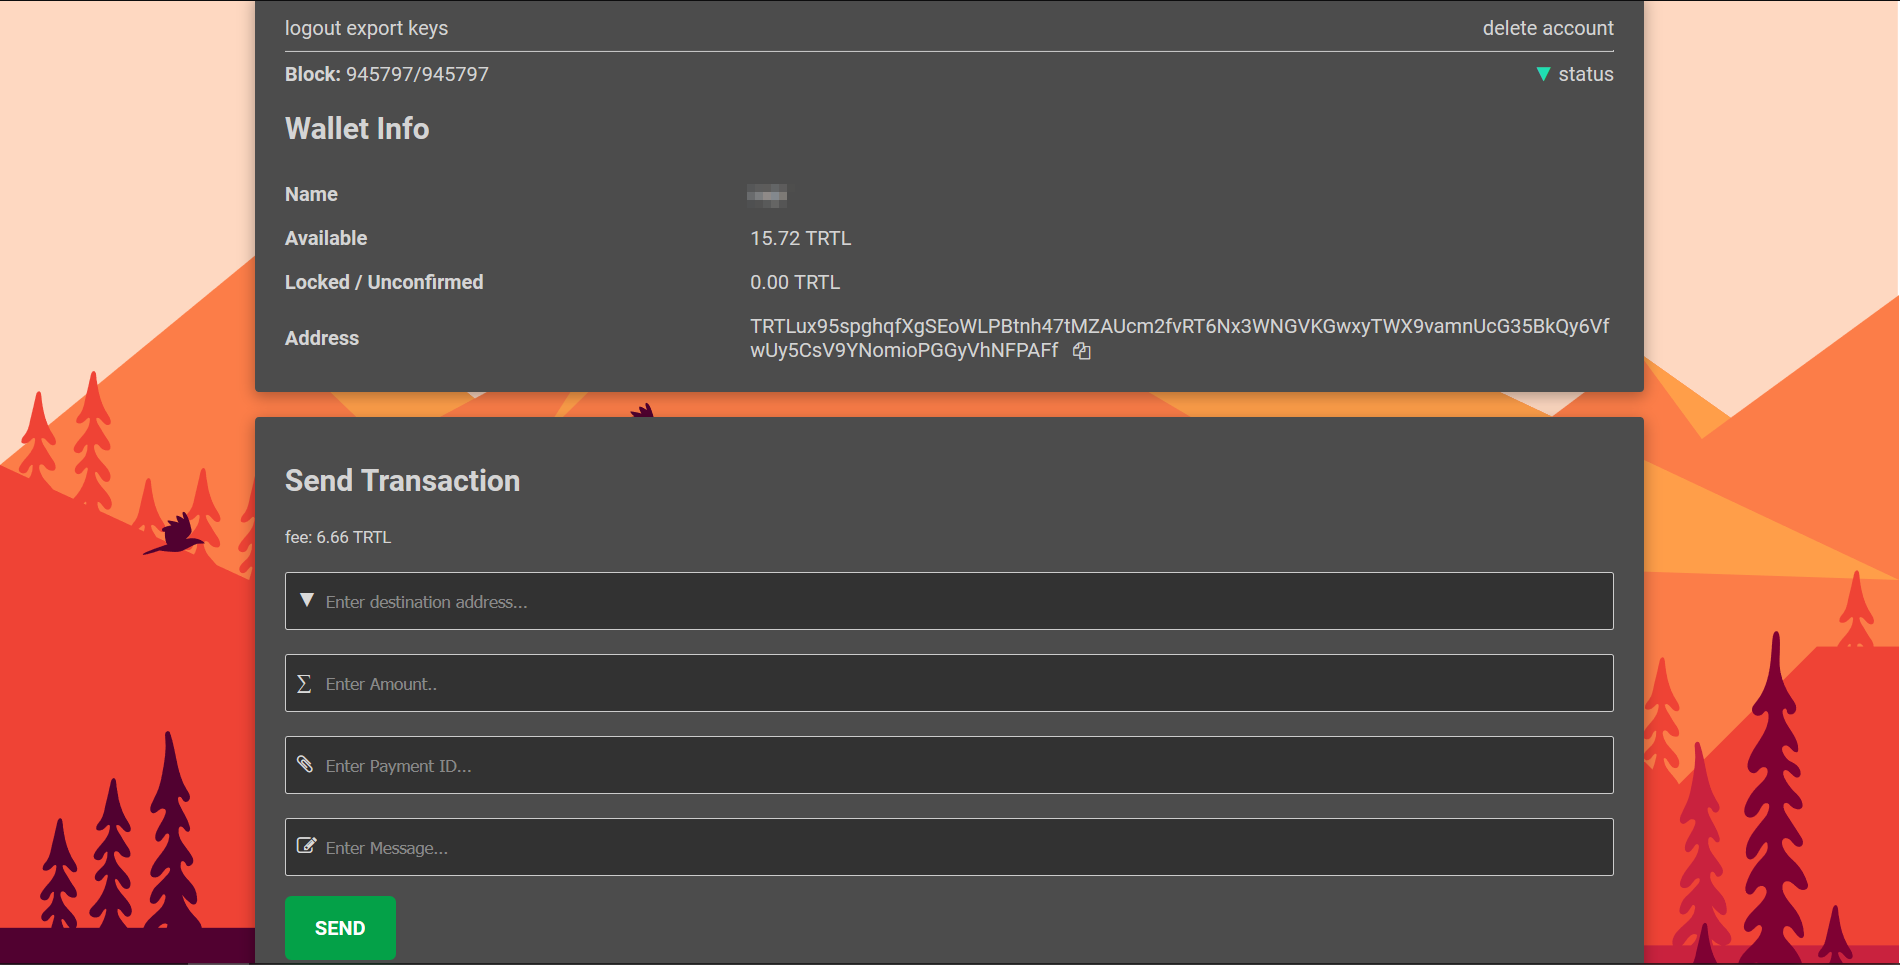 logout export keys delete account
Block: 945797/945797 ▼ status
Wallet Info
Name
Available 15.72 TRTL
Locked / Unconfirmed 0.00 TRTL
Address TRTLux95spghqfXgSEoWLPBtnh47tMZAUcm2fvRT6Nx3WNGVKGwxyTWX9vamnUcG35BkQy6Vf
wUy5CsV9YNomioPGGyVhNFPAFf
Send Transaction
fee: 6.66 TRTL
Enter destination address...
Enter Amount..
Enter Payment ID...
Enter Message...
SEND